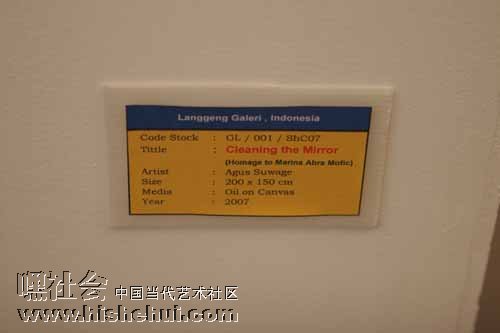 Langgeng Galeri , Indonesia
Code Stock : GL / 001 / ShC07
Tittle : Cleaning the Mirror
(Homage to Marina Abra Mofic)
Artist : Agus Suwage
Size : 200 x 150 cm
Media : Oil on Canvas
Year : 2007
嘿社会 中国当代艺术社区
www.hishehui.com